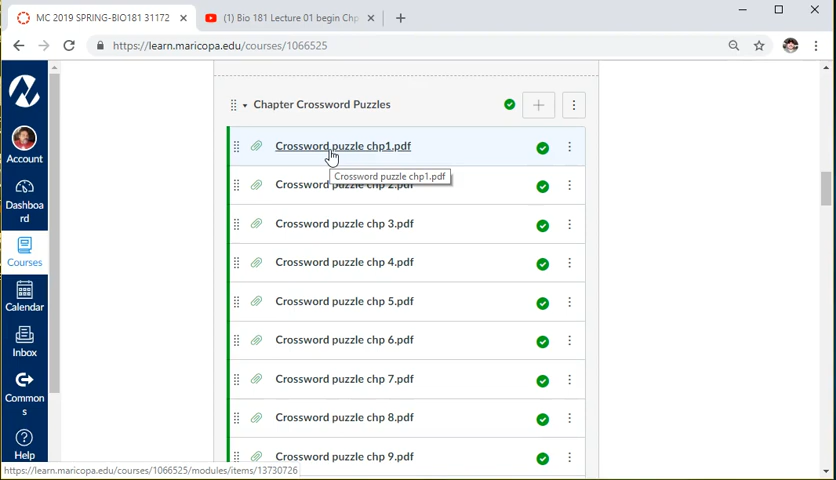 MC 2019 SPRING-BIO181 31172
(1) Bio 181 Lecture 01 begin Chp
https://learn.maricopa.edu/courses/1066525
Chapter Crossword Puzzles
Crossword puzzle chp1.pdf
Crossword puzzle chp1.pdf
Crossword puzzle chp 2.pdf
Crossword puzzle chp 3.pdf
Crossword puzzle chp 4.pdf
Crossword puzzle chp 5.pdf
Crossword puzzle chp 6.pdf
Crossword puzzle chp 7.pdf
Crossword puzzle chp 8.pdf
Crossword puzzle chp 9.pdf
Account
Dashboa
rd
Courses
Calendar
Inbox
Common
s
Help
https://learn.maricopa.edu/courses/1066525/modules/items/13730726